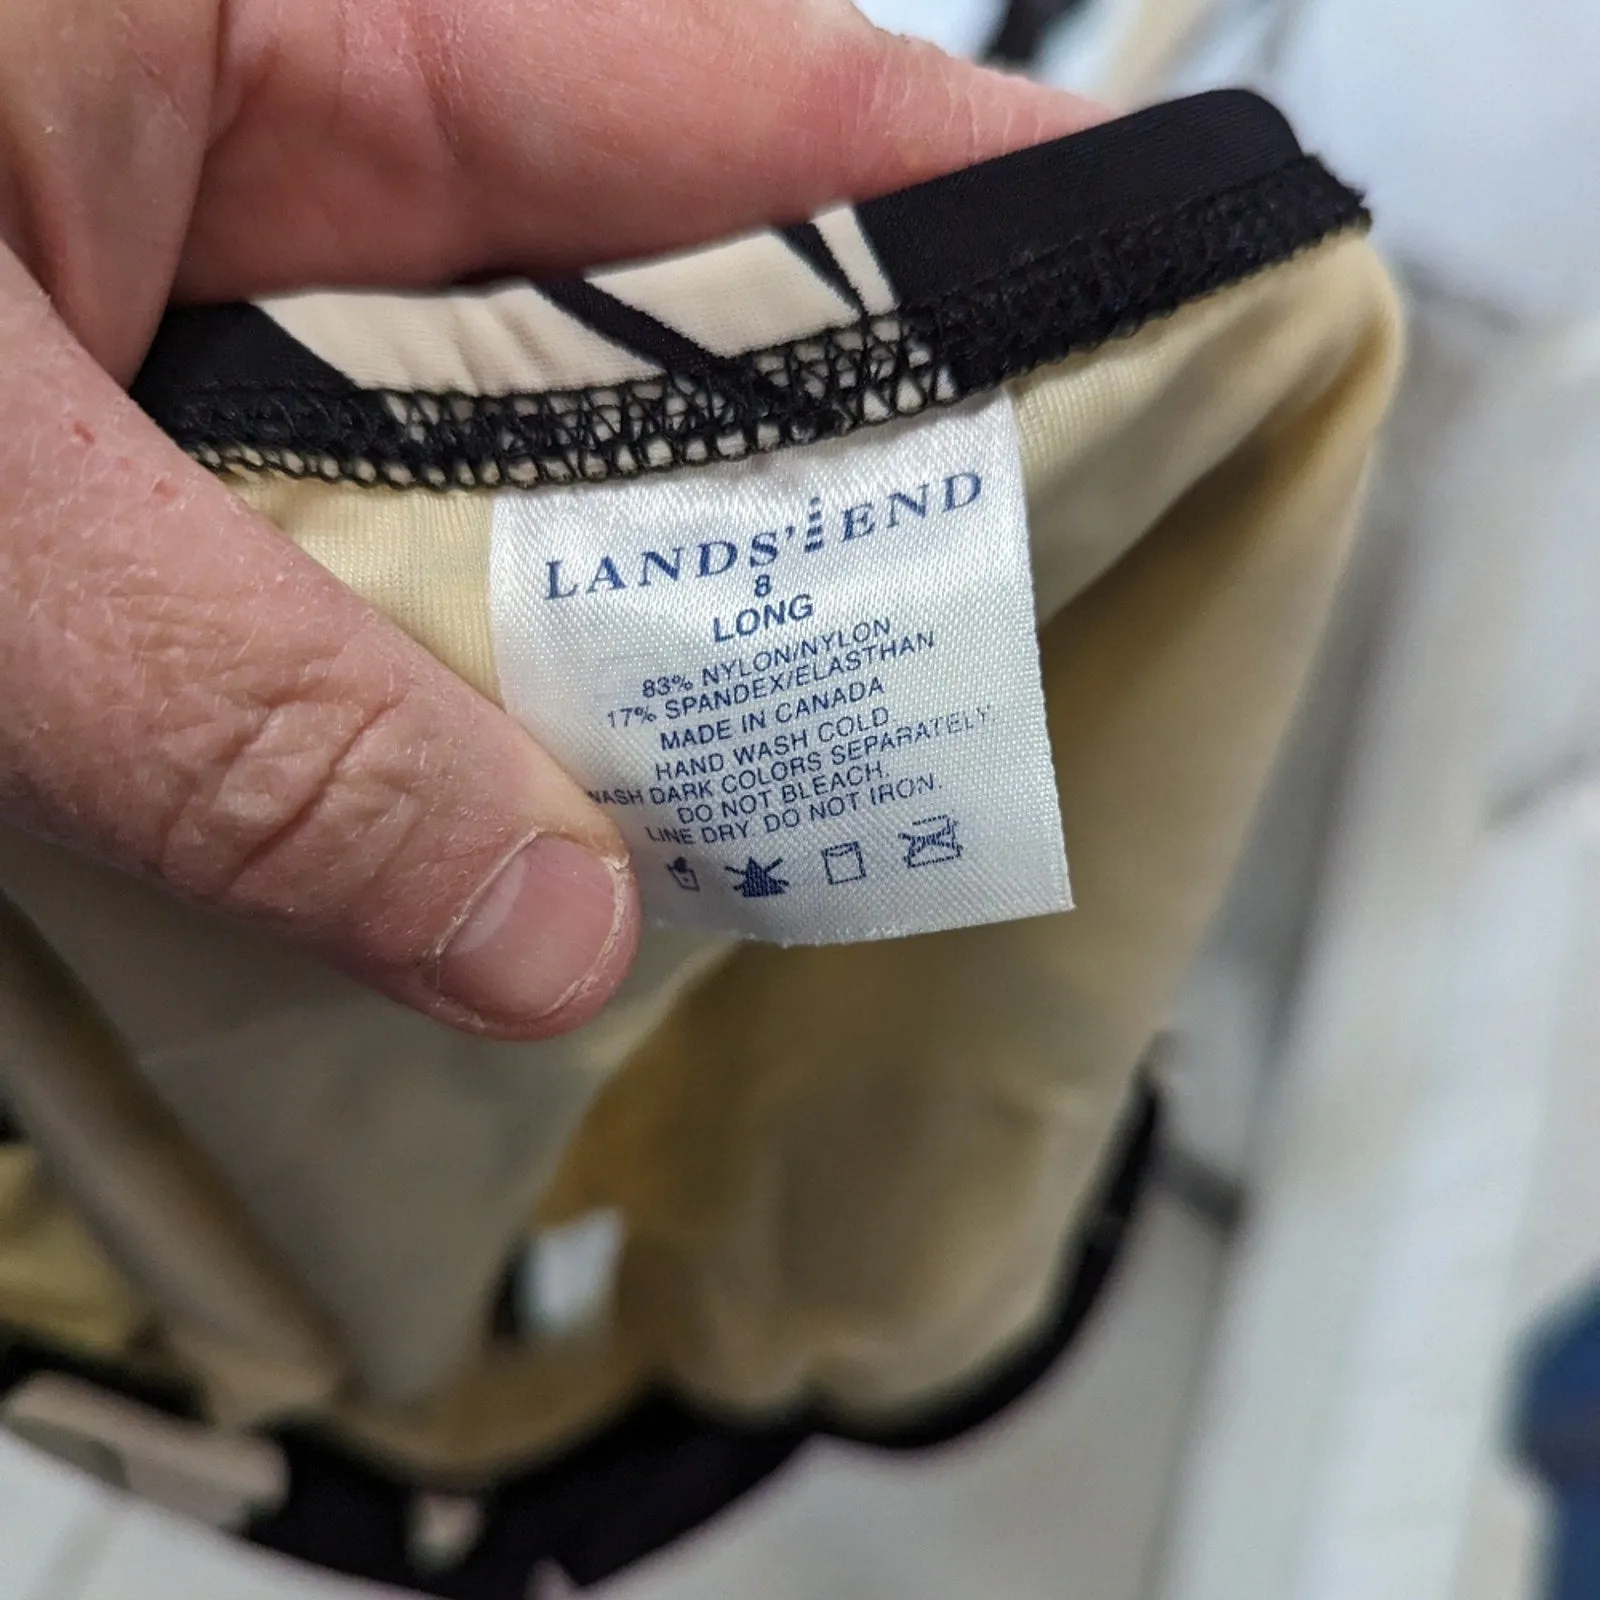 LANDS' END
8
LONG
83% NYLON/NYLON
17% SPANDEX/ELASTHAN
MADE IN CANADA
HAND WASH COLD.
WASH DARK COLORS SEPARATELY.
DO NOT BLEACH.
LINE DRY. DO NOT IRON.